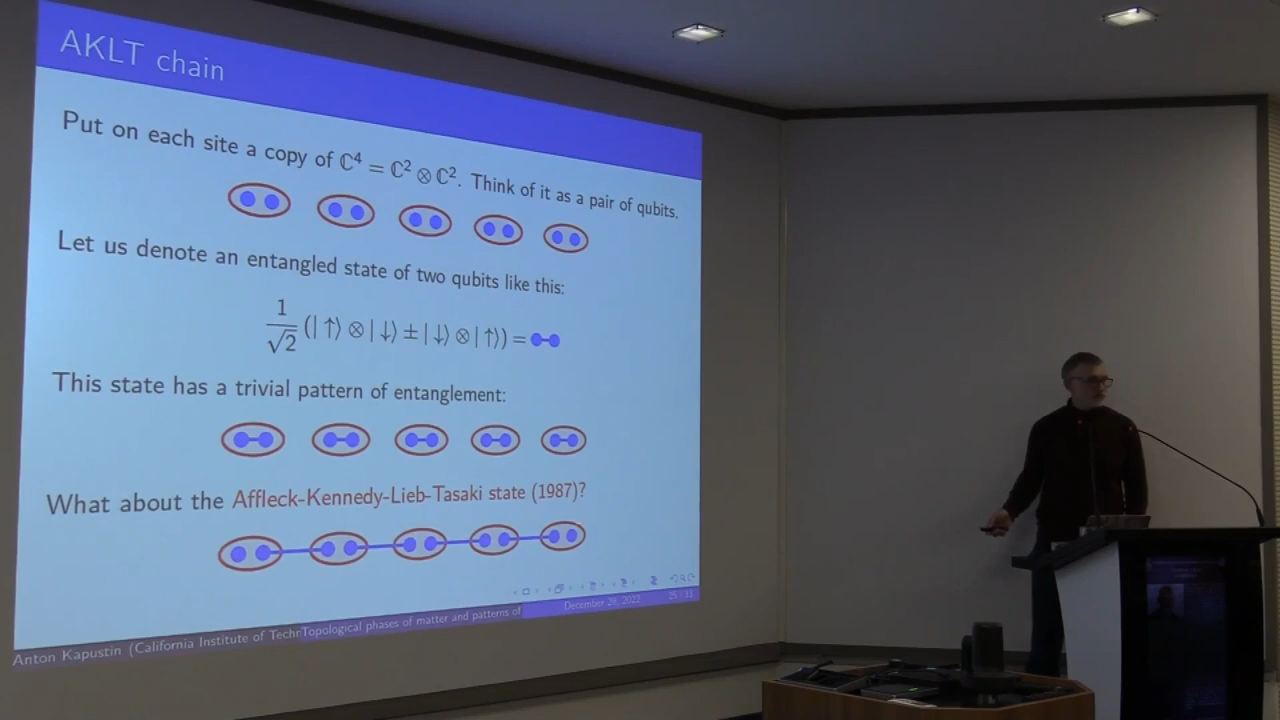 AKLT chain
Put on each site a copy of ℂ⁴ = ℂ² ⊗ ℂ². Think of it as a pair of qubits.
Let us denote an entangled state of two qubits like this:
1/√2 (|↑⟩ ⊗ |↓⟩ ± |↓⟩ ⊗ |↑⟩) =
This state has a trivial pattern of entanglement:
What about the Affleck-Kennedy-Lieb-Tasaki state (1987)?
Anton Kapustin (California Institute of Techn
Topological phases of matter and patterns of
December 2022